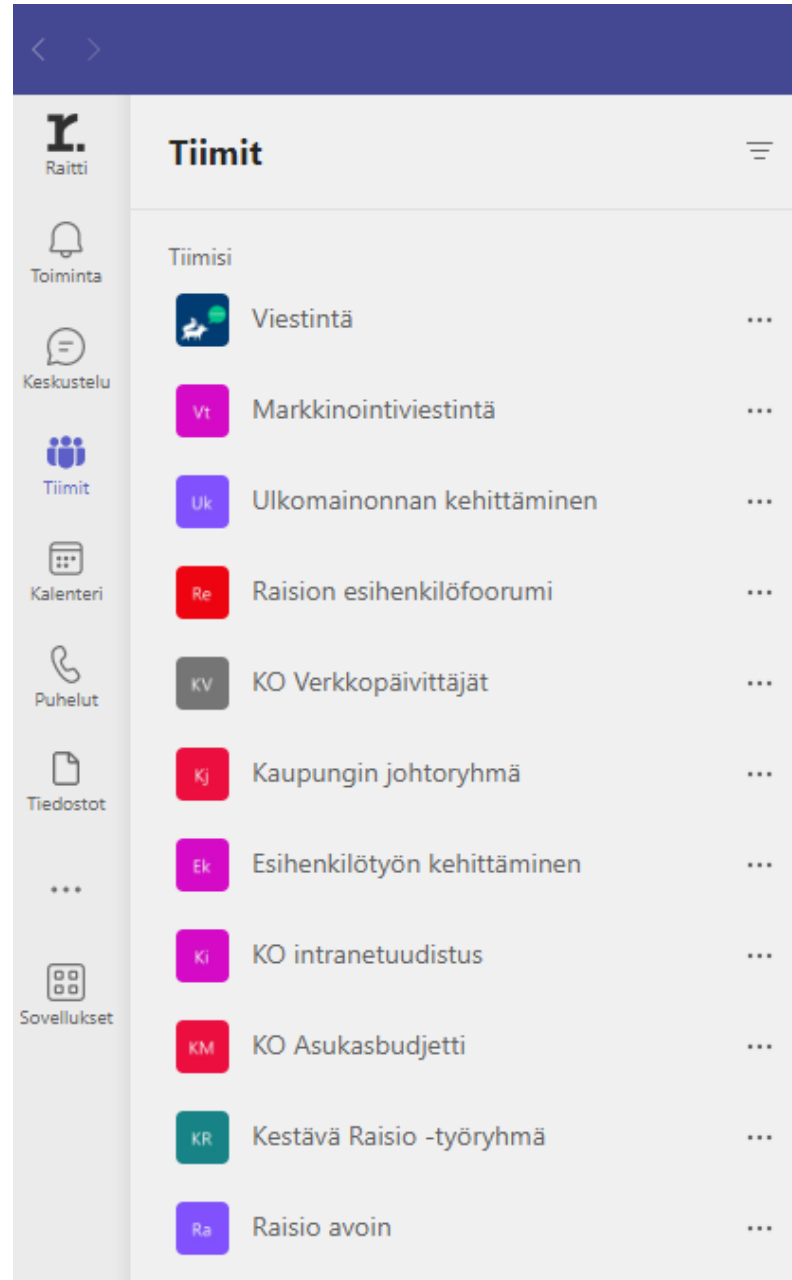 r.
Raitti
Toiminta
Keskustelu
Tiimit
Kalenteri
Puhelut
Tiedostot
Sovellukset
Tiimit
Tiimisi
Viestintä
Vt Markkinointiviestintä
Uk Ulkomainonnan kehittäminen
Re Raision esihenkilöfoorumi
KV KO Verkkopäivittäjät
Kj Kaupungin johtoryhmä
Ek Esihenkilötyön kehittäminen
Ki KO intranetuudistus
KM KO Asukasbudjetti
KR Kestävä Raisio -työryhmä
Ra Raisio avoin